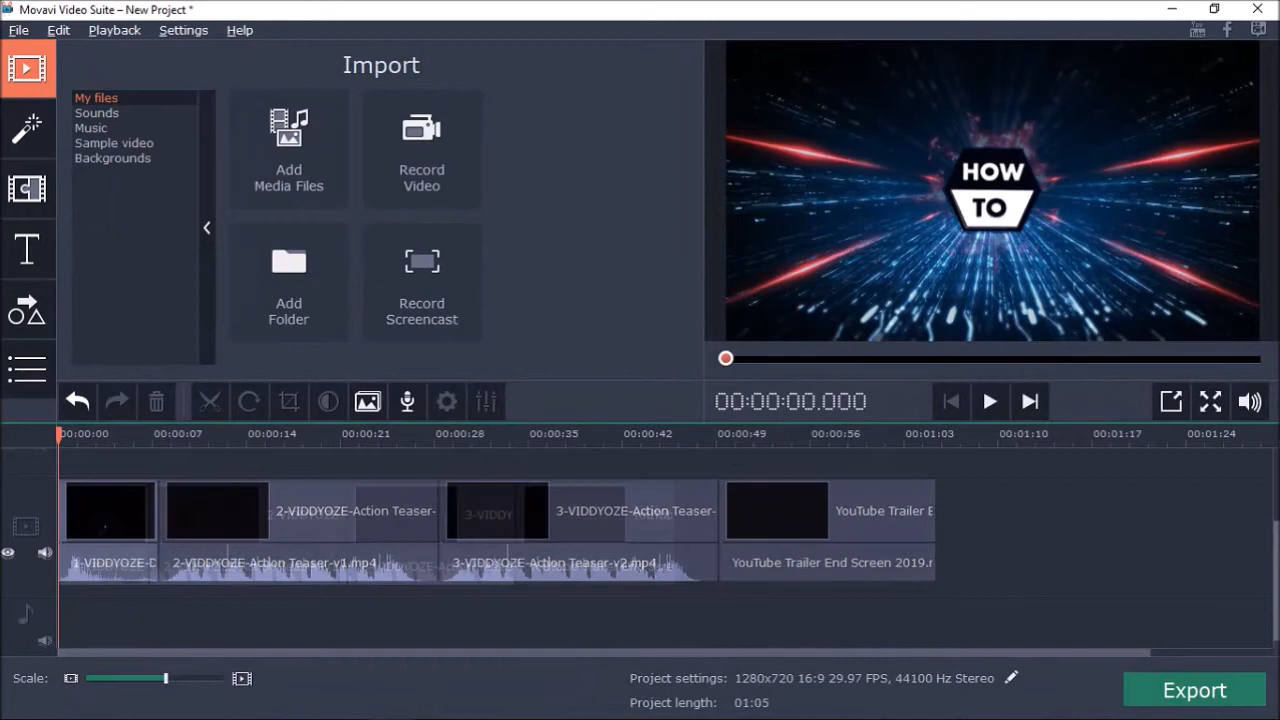 Movavi Video Suite – New Project *
File Edit Playback Settings Help
You
Tube
Import
My files
Sounds
Music
Sample video
Backgrounds
Add
Media Files
Record
Video
Add
Folder
Record
Screencast
HOW
TO
00:00:00.000
00:00:00 00:00:07 00:00:14 00:00:21 00:00:28 00:00:35 00:00:42 00:00:49 00:00:56 00:01:03 00:01:10 00:01:17 00:01:24
2-VIDDYOZE-Action Teaser-
3-VIDDY
3-VIDDYOZE-Action Teaser-
YouTube Trailer E
1-VIDDYOZE-D
2-VIDDYOZE-Action Teaser-v1.mp4
3-VIDDYOZE-Action Teaser-v2.mp4
YouTube Trailer End Screen 2019.r
Scale:
Project settings: 1280x720 16:9 29.97 FPS, 44100 Hz Stereo
Project length: 01:05
Export